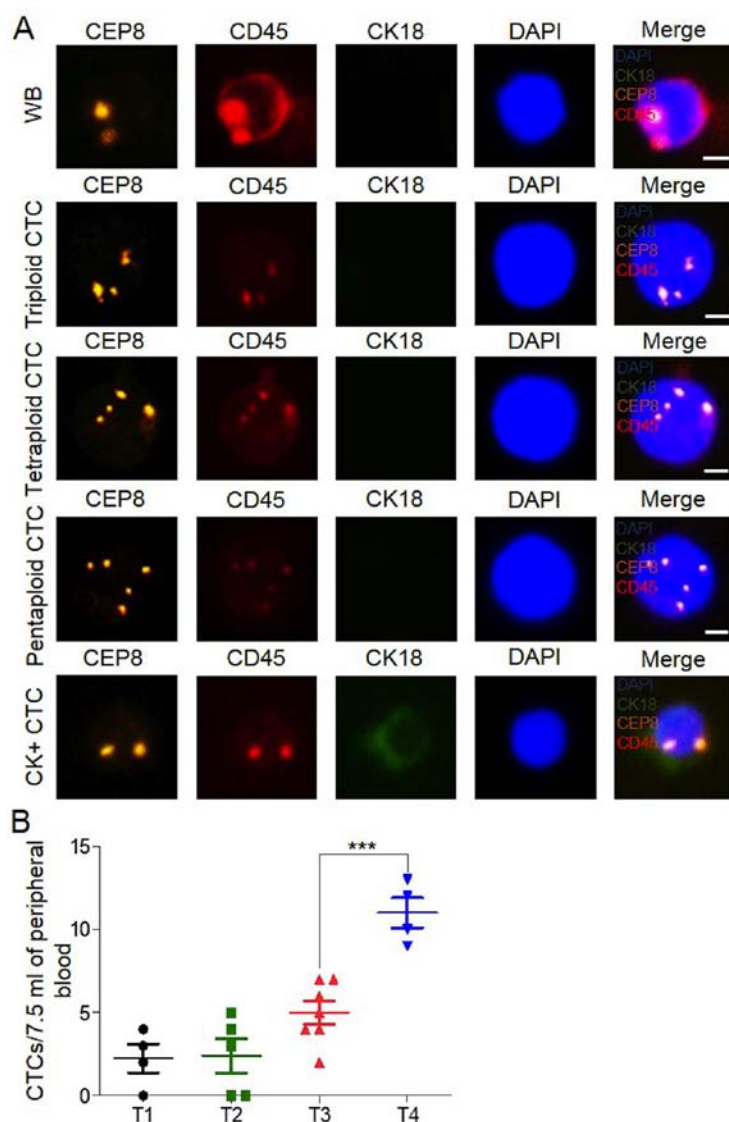 A
CEP8 CD45 CK18 DAPI Merge
WB
DAPI
CK18
CEP8
CD45
CEP8 CD45 CK18 DAPI Merge
Triploid CTC
DAPI
CK18
CEP8
CD45
CEP8 CD45 CK18 DAPI Merge
Tetraploid CTC
DAPI
CK18
CEP8
CD45
CEP8 CD45 CK18 DAPI Merge
Pentaploid CTC
DAPI
CK18
CEP8
CD45
CEP8 CD45 CK18 DAPI Merge
CK+ CTC
DAPI
CK18
CEP8
CD45
B
CTCs/7.5 ml of peripheral
blood
15
10
5
0
***
T1 T2 T3 T4